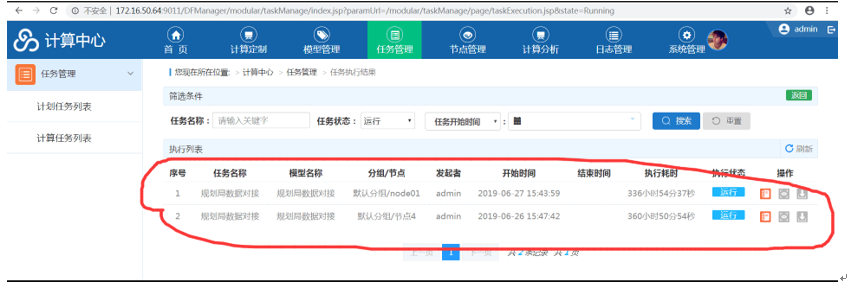 不安全 | 172.16.50.64:9011/DFManager/modular/taskManage/index.jsp?paramUrl=/modular/taskManage/page/taskExecution.jsp&state=Running
计算中心
首 页 计算定制 模型管理 任务管理 节点管理 计算分析 日志管理 系统管理 admin
任务管理
计划任务列表
计算任务列表
您现在所在位置: > 计算中心 > 任务管理 > 任务执行结果
筛选条件 返回
任务名称: 请输入关键字 任务状态: 运行 任务开始时间 : 搜索 重置
执行列表 刷新
序号 任务名称 模型名称 分组/节点 发起者 开始时间 结束时间 执行耗时 执行状态 操作
1 规划局数据对接 规划局数据对接 默认分组/node01 admin 2019-06-27 15:43:59 336小时54分37秒 运行
2 规划局数据对接 规划局数据对接 默认分组/节点4 admin 2019-06-26 15:47:42 360小时50分54秒 运行
上一页 1 下一页 共 2 条记录 共 1 页